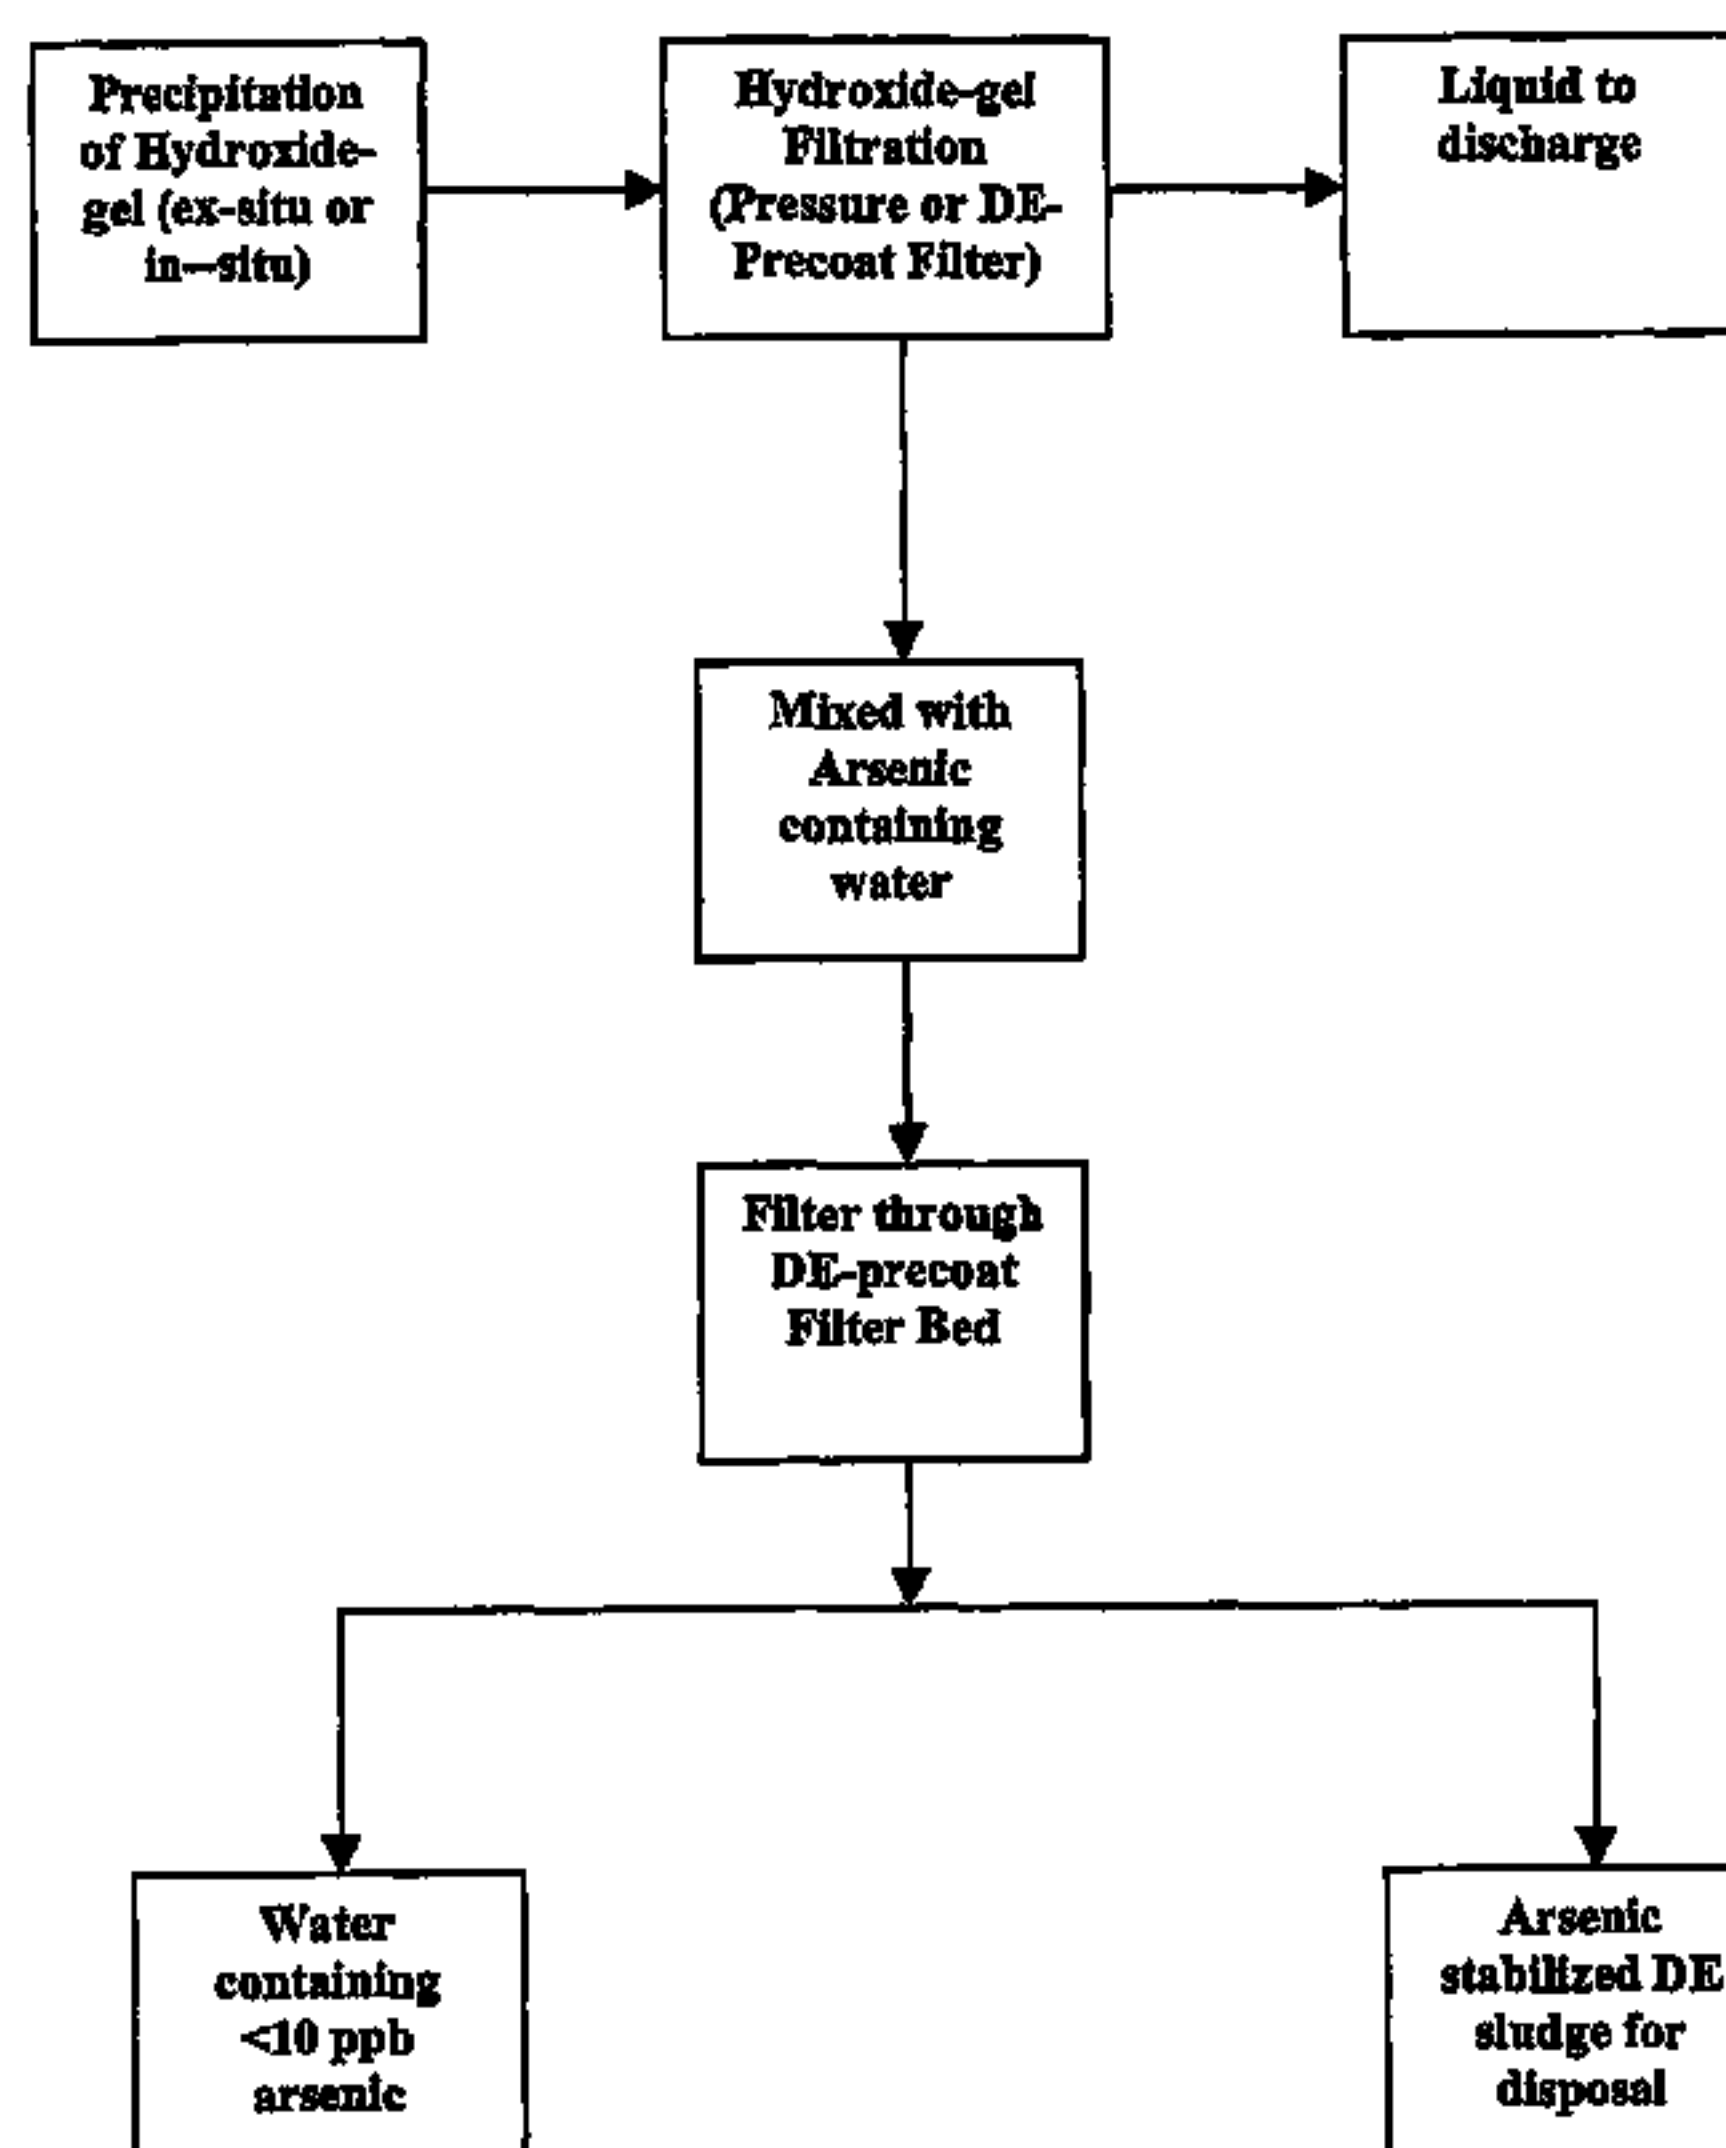 Precipitation
of Hydroxide-
gel (ex-situ or
in--situ)
Hydroxide-gel
Filtration
(Pressure or DE-
Precoat Filter)
Liquid to
discharge
Mixed with
Arsenic
containing
water
Filter through
DE-precoat
Filter Bed
Water
containing
<10 ppb
arsenic
Arsenic
stabilized DE
sludge for
disposal